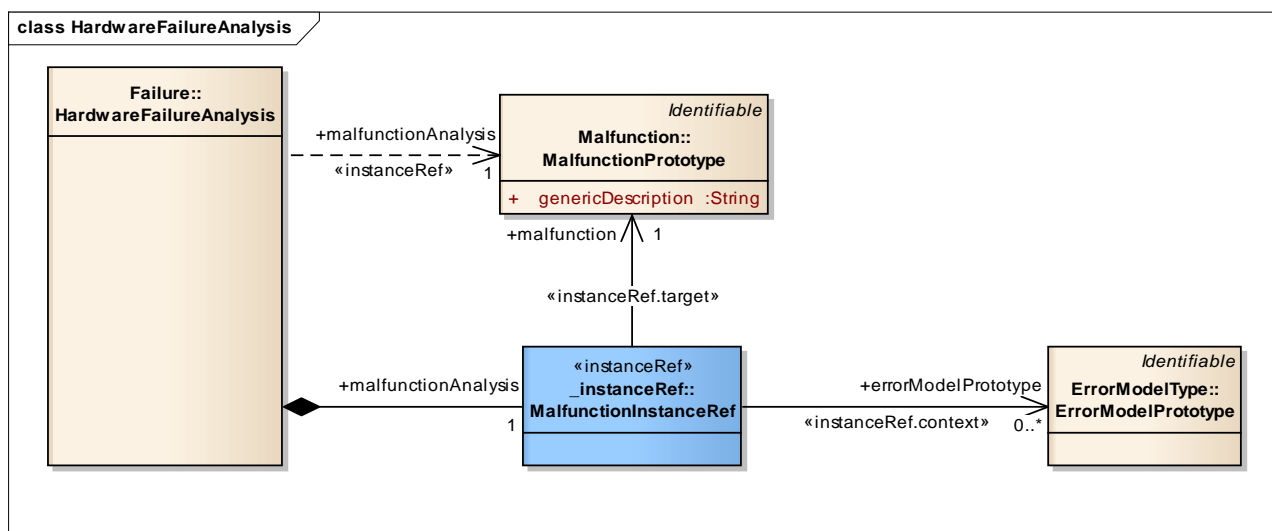 class HardwareFailureAnalysis
Failure::
HardwareFailureAnalysis
+malfunctionAnalysis
«instanceRef»
1
Identifiable
Malfunction::
MalfunctionPrototype
+ genericDescription :String
+malfunction
1
«instanceRef.target»
+malfunctionAnalysis
1
«instanceRef»
_instanceRef::
MalfunctionInstanceRef
+errorModelPrototype
«instanceRef.context»
0..*
Identifiable
ErrorModelType::
ErrorModelPrototype